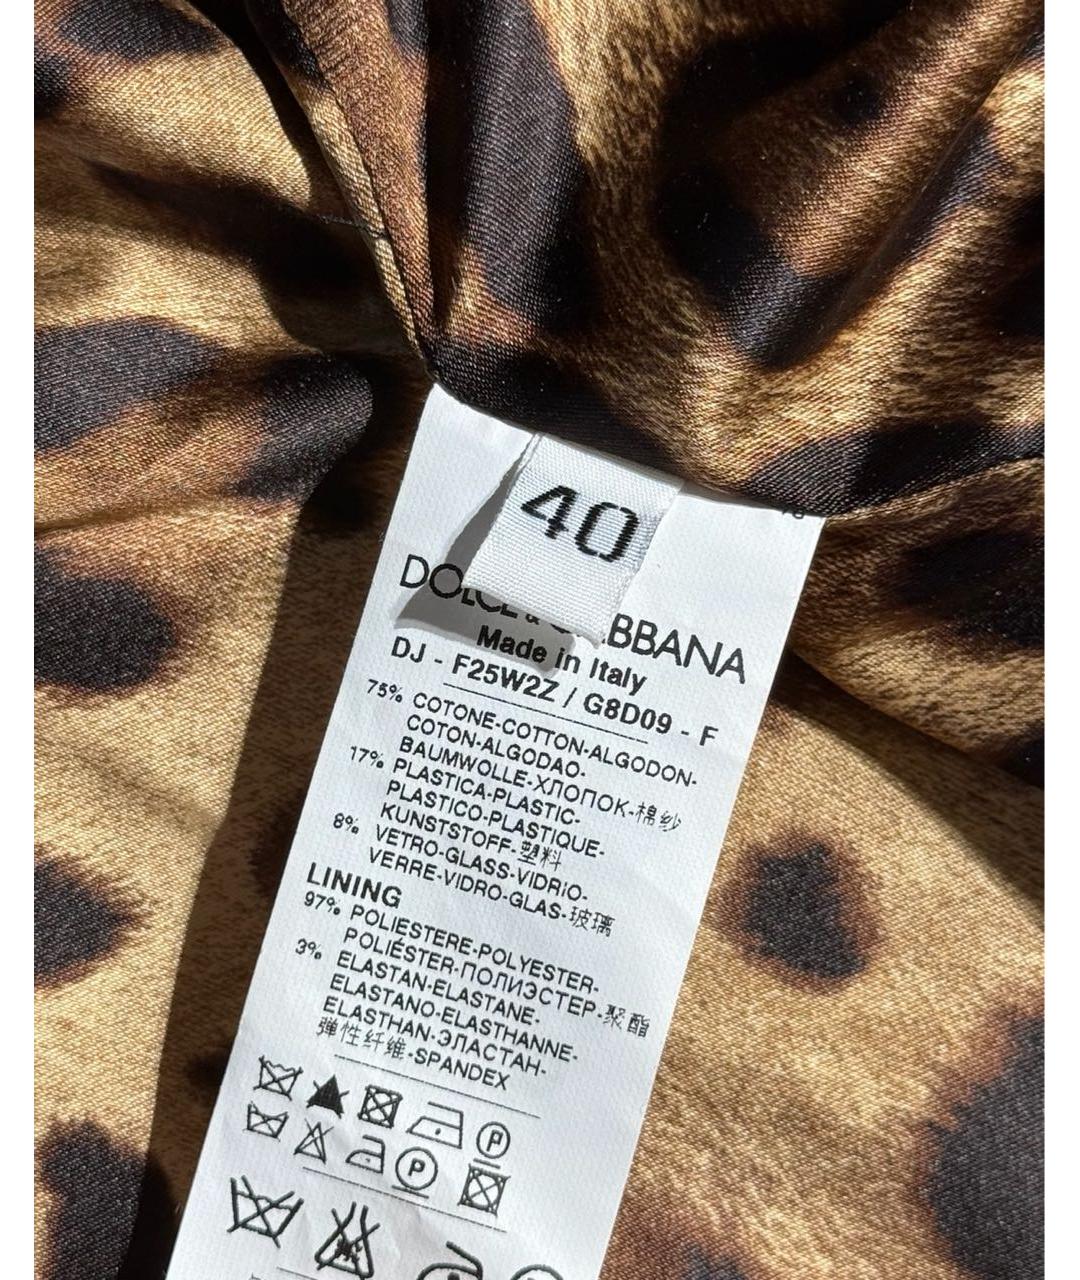 40
DOLCE & GABBANA
Made in Italy
DJ - F25W2Z / G8D09 - F
75% COTONE-COTTON-ALGODON-
COTON-ALGODAO-
BAUMWOLLE-ХЛОПОК-棉纱
17% PLASTICA-PLASTIC-
PLASTICO-PLASTIQUE-
KUNSTSTOFF-塑料
8% VETRO-GLASS-VIDRiO-
VERRE-VIDRO-GLAS-玻璃
LINING
97% POLIESTERE-POLYESTER-
POLIÉSTER-ПОЛИЭСТЕР-聚酯
3% ELASTAN-ELASTANE-
ELASTANO-ELASTHANNE-
ELASTHAN-ЭЛАСТАН-
弹性纤维-SPANDEX
P
P